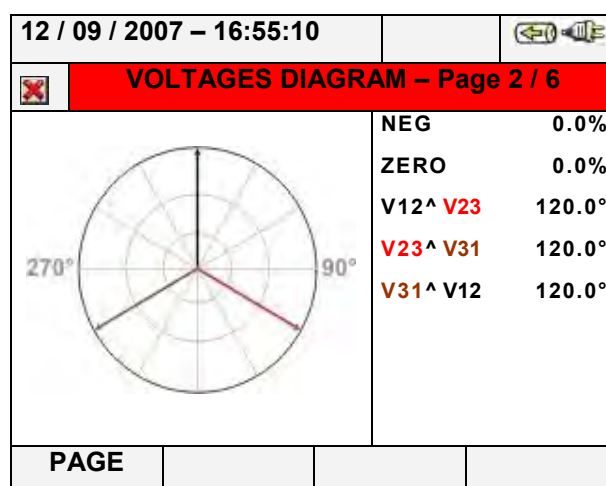 12 / 09 / 2007 – 16:55:10
VOLTAGES DIAGRAM – Page 2 / 6
NEG 0.0%
ZERO 0.0%
V12^ V23 120.0°
V23^ V31 120.0°
V31^ V12 120.0°
270° 90°
PAGE